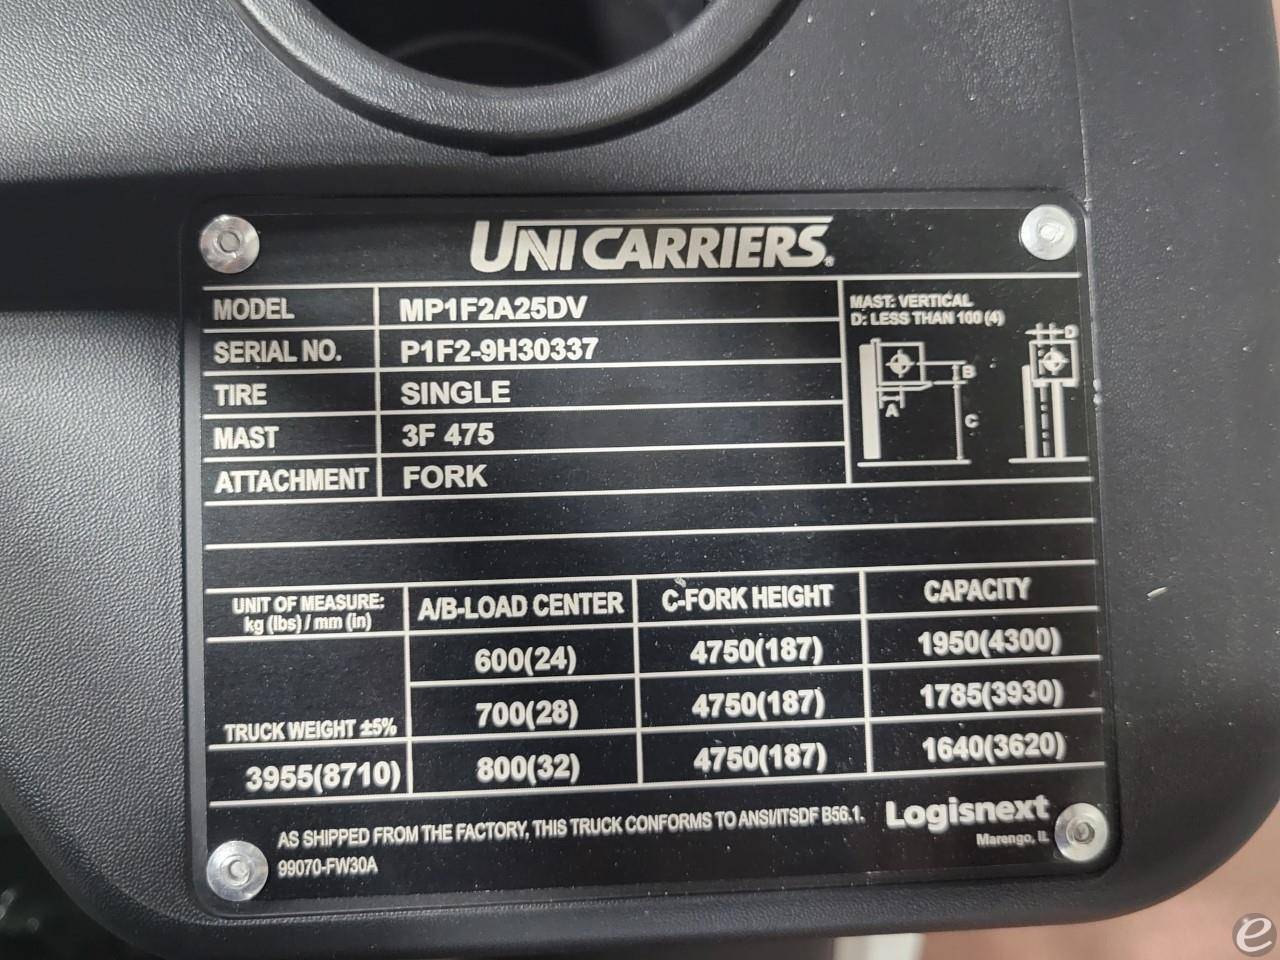 UNICARRIERS®
MODEL MP1F2A25DV
SERIAL NO. P1F2-9H30337
TIRE SINGLE
MAST 3F 475
ATTACHMENT FORK
MAST: VERTICAL
D: LESS THAN 100 (4)
D
B
A
C
UNIT OF MEASURE:
kg (lbs) / mm (in)
A/B-LOAD CENTER C-FORK HEIGHT CAPACITY
600(24) 4750(187) 1950(4300)
700(28) 4750(187) 1785(3930)
800(32) 4750(187) 1640(3620)
TRUCK WEIGHT ±5%
3955(8710)
AS SHIPPED FROM THE FACTORY, THIS TRUCK CONFORMS TO ANSI/ITSDF B56.1.
99070-FW30A
Logisnext
Marengo, IL
e